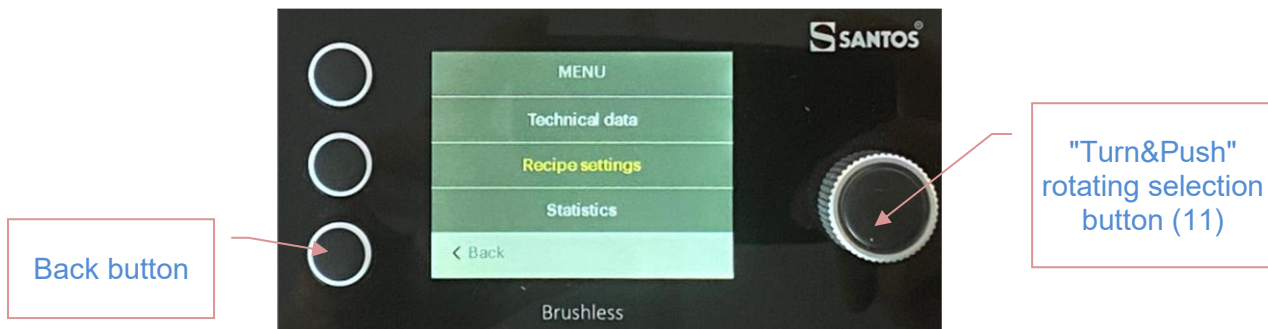 SANTOS®
MENU
Technical data
Recipe settings
Statistics
< Back
Brushless
Back button
"Turn&Push"
rotating selection
button (11)